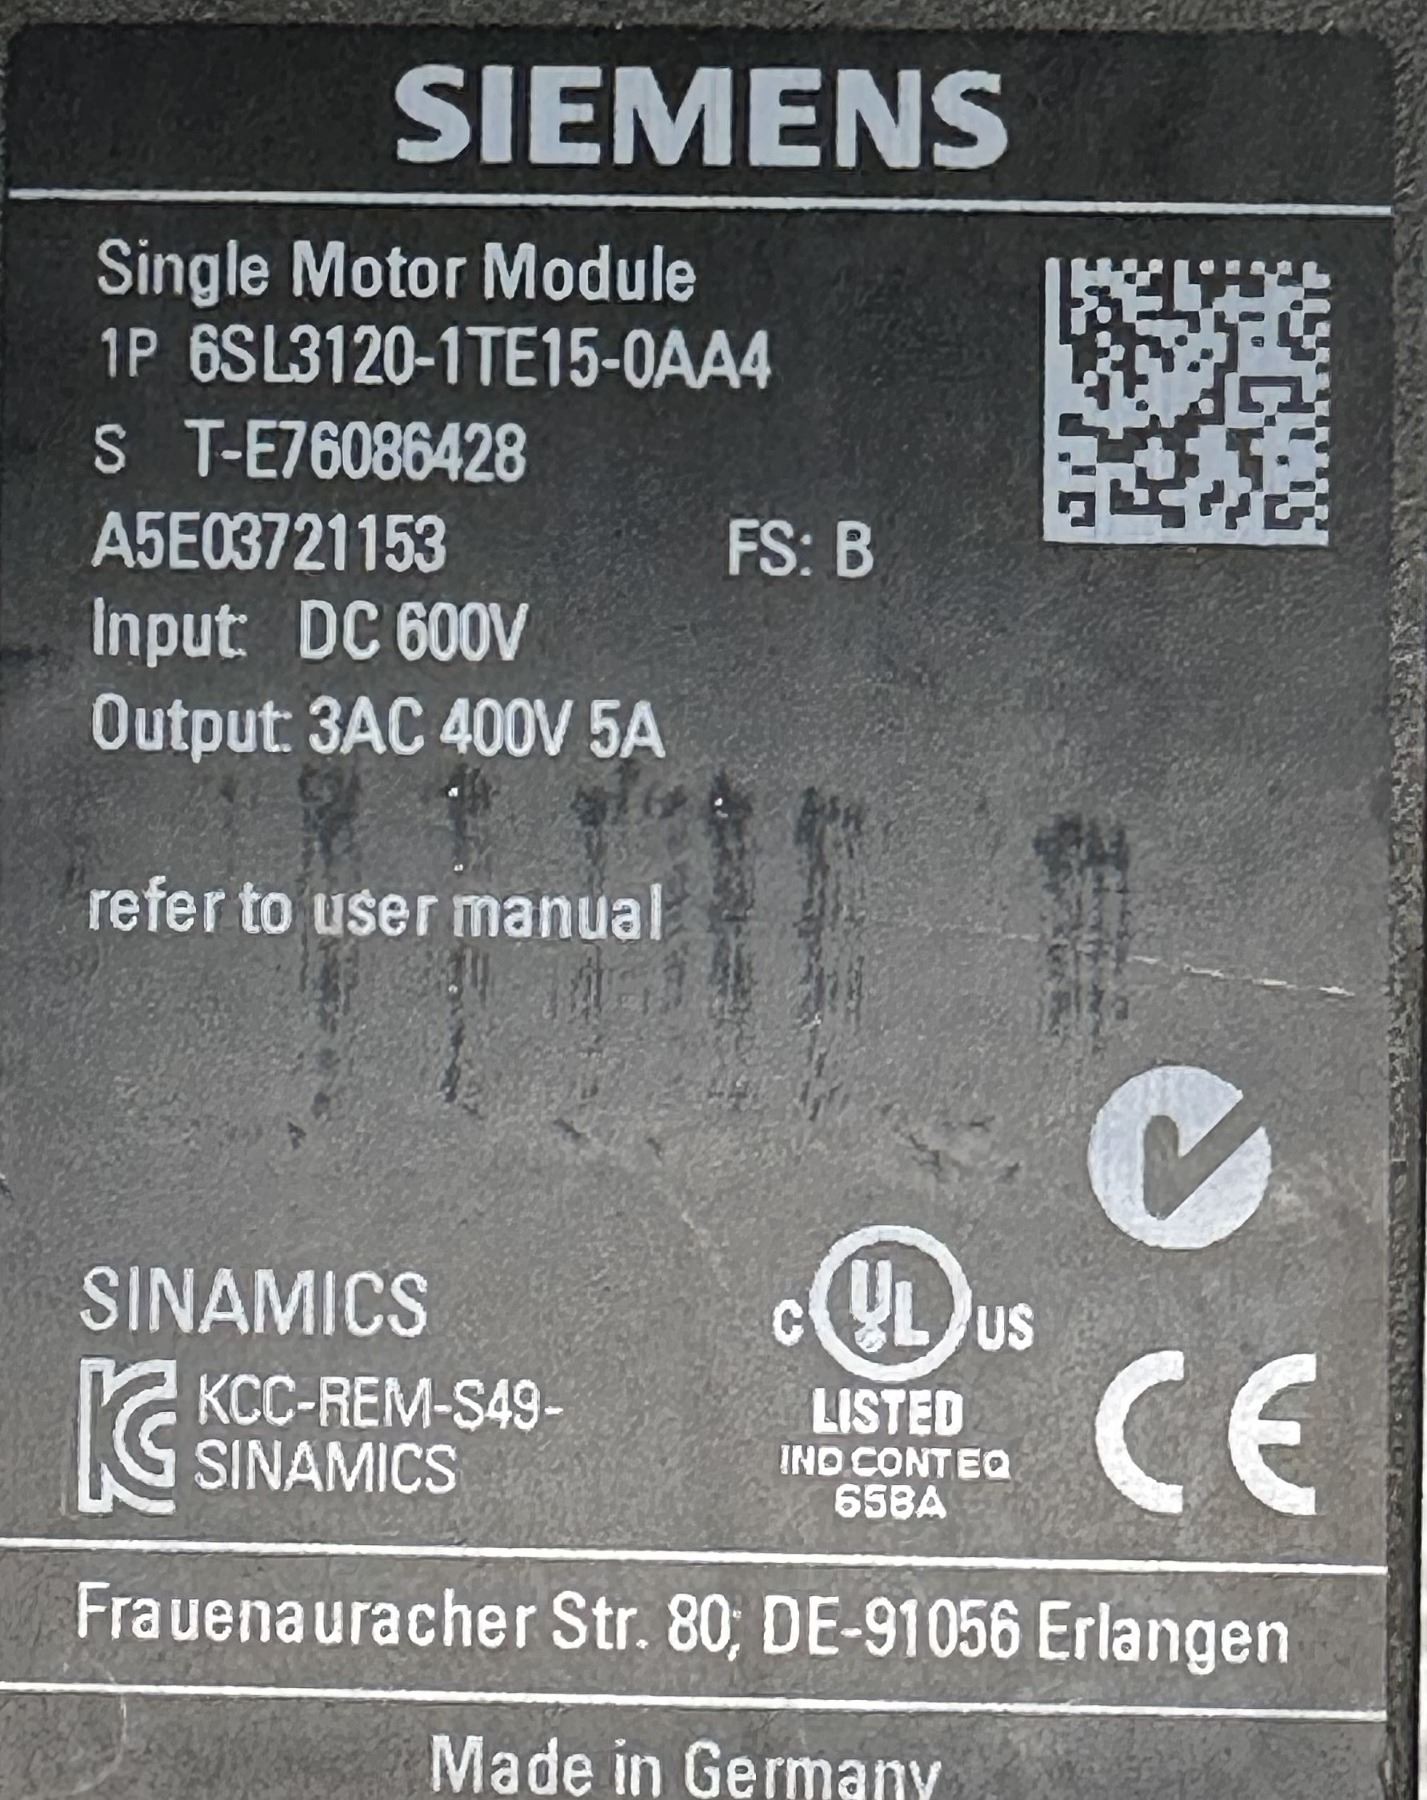 SIEMENS
Single Motor Module
1P 6SL3120-1TE15-0AA4
S T-E76086428
A5E03721153 FS: B
Input: DC 600V
Output: 3AC 400V 5A
refer to user manual
SINAMICS
KCC-REM-S49-
SINAMICS
C UL US
LISTED
IND CONT EQ
65BA
CE
Frauenauracher Str. 80; DE-91056 Erlangen
Made in Germany